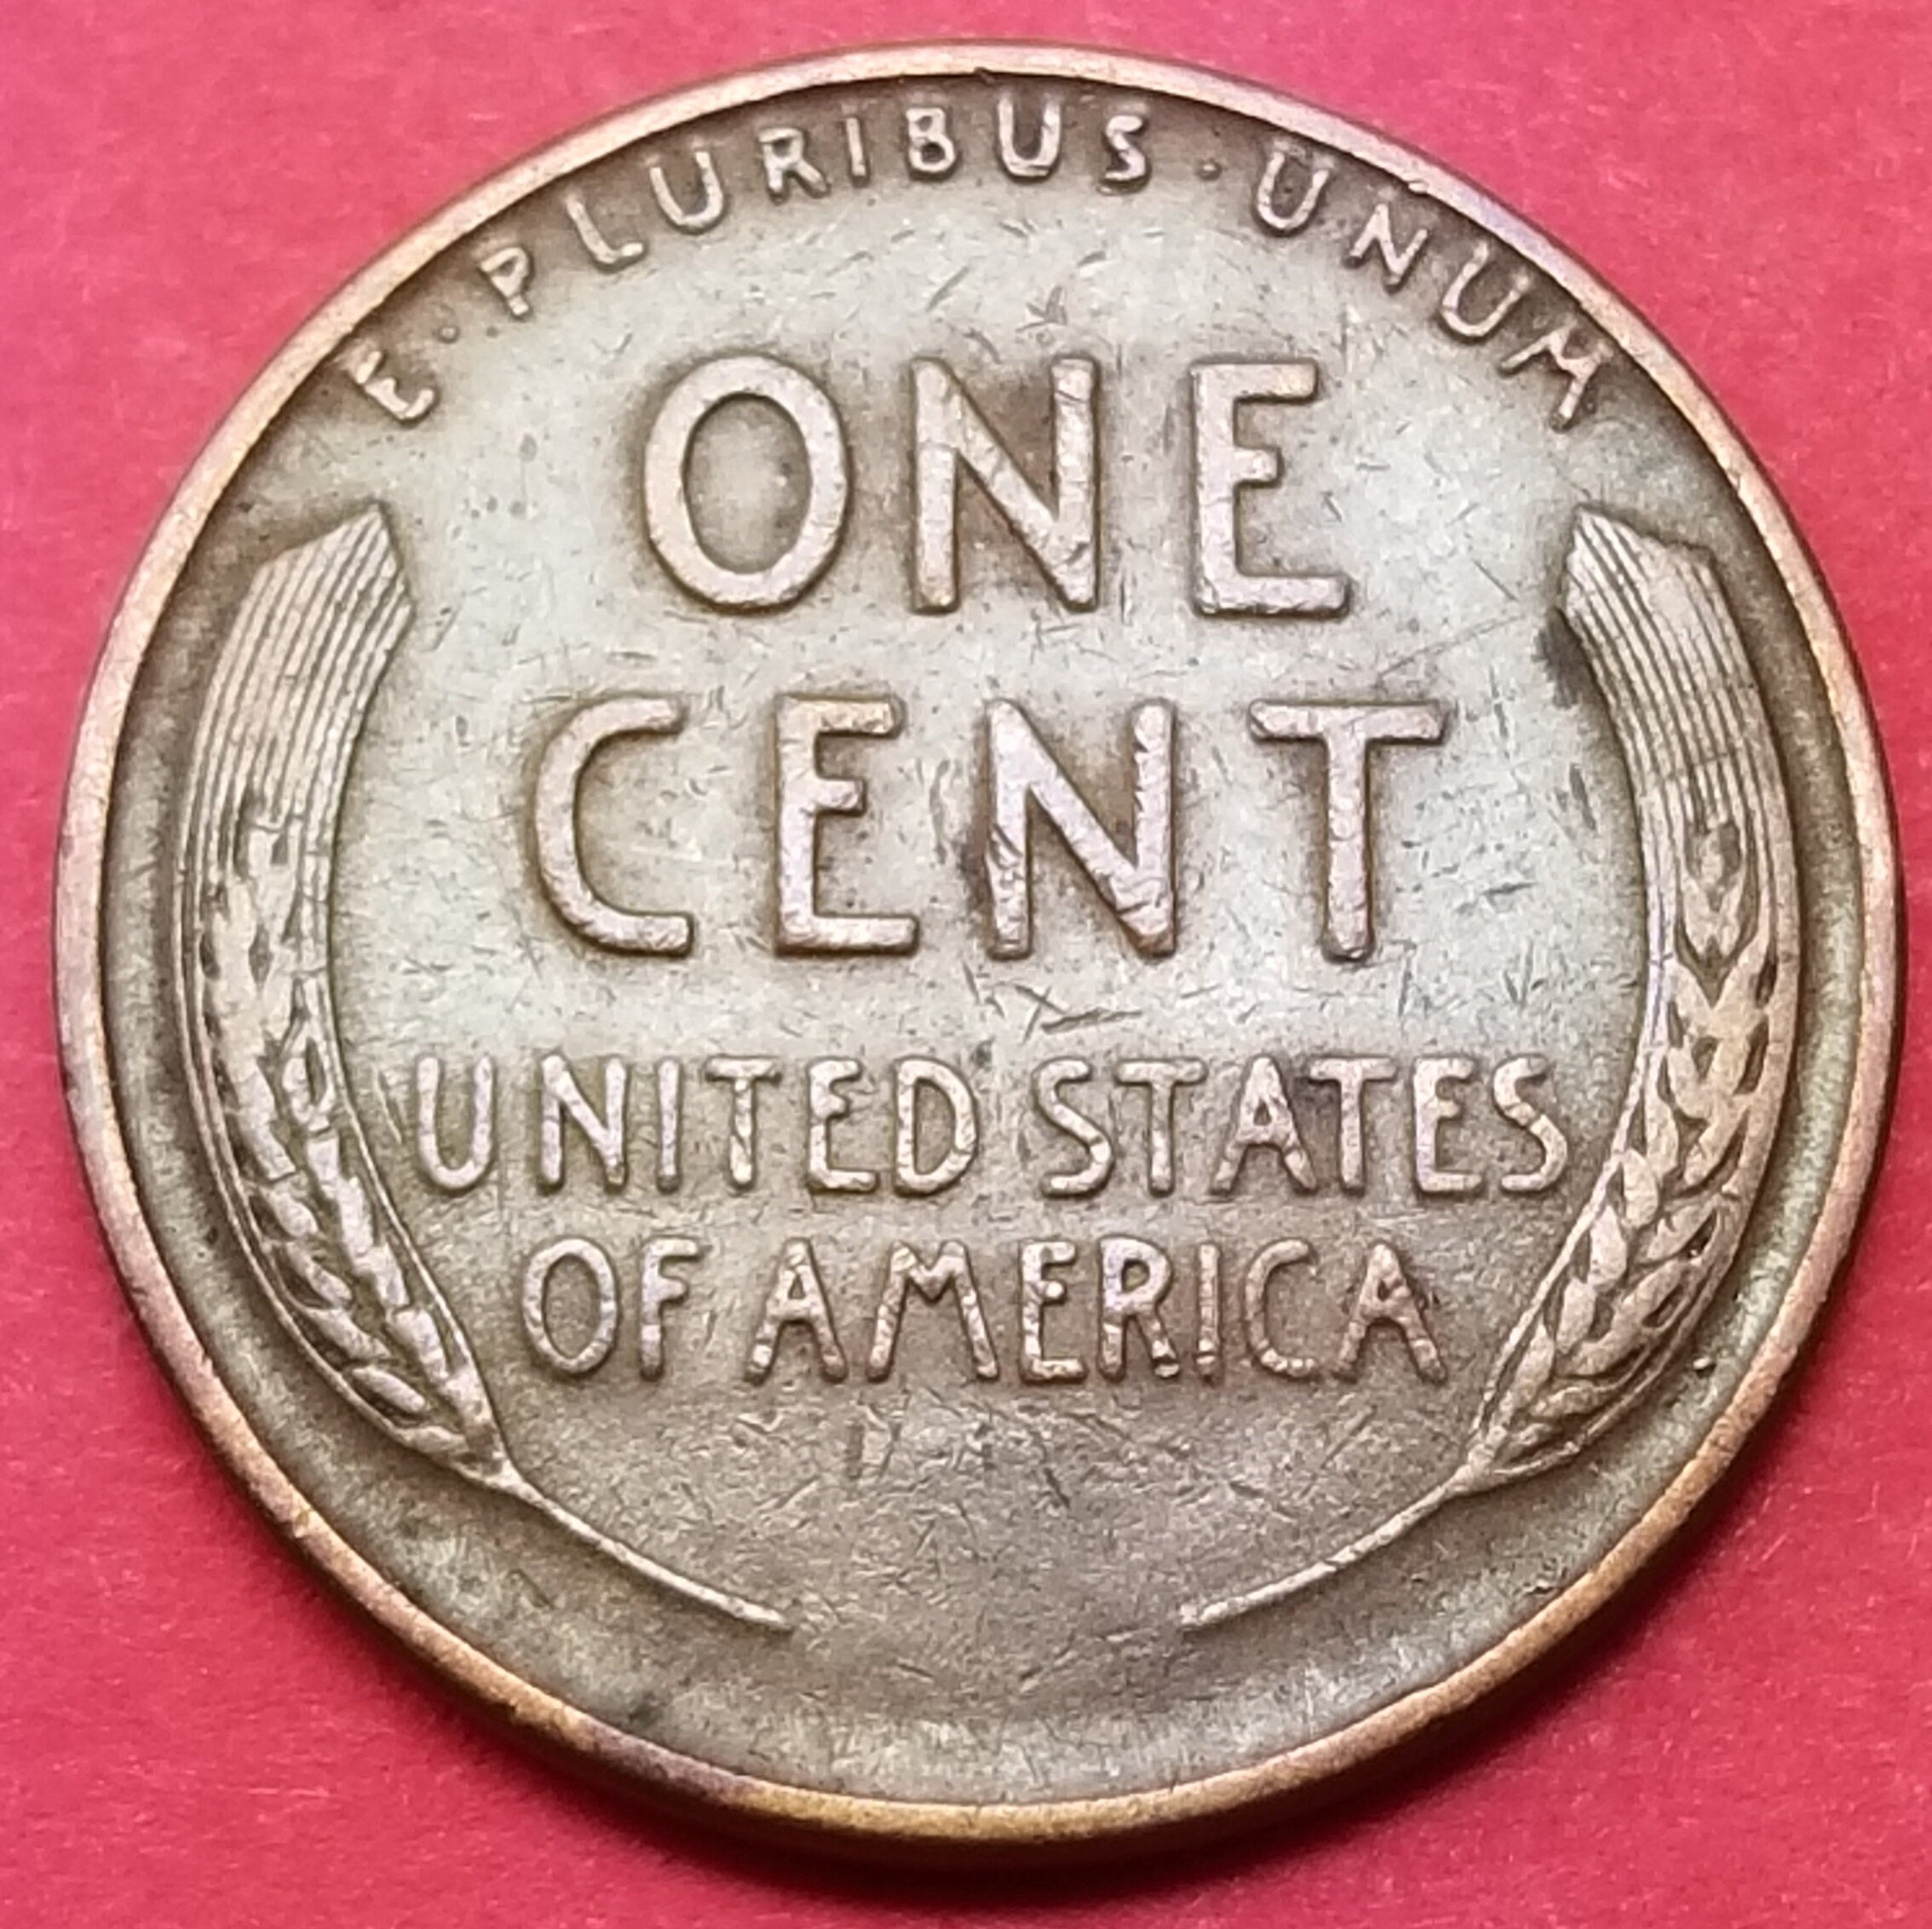 E·PLURIBUS·UNUM
ONE
CENT
UNITED STATES
OF AMERICA